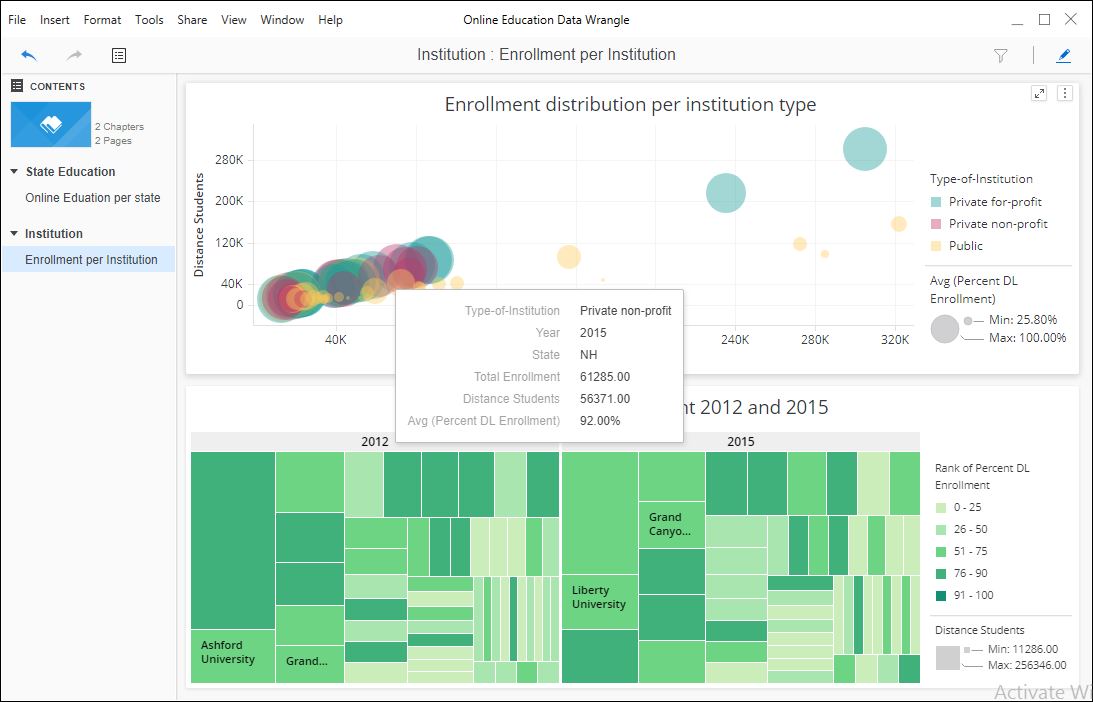 File Insert Format Tools Share View Window Help
Online Education Data Wrangle
Institution : Enrollment per Institution
CONTENTS
2 Chapters
2 Pages
State Education
Online Eduation per state
Institution
Enrollment per Institution
Enrollment distribution per institution type
Distance Students
280K
200K
120K
40K
0
40K 240K 280K 320K
Type-of-Institution
Private for-profit
Private non-profit
Public
Avg (Percent DL
Enrollment)
Min: 25.80%
Max: 100.00%
Type-of-Institution Private non-profit
Year 2015
State NH
Total Enrollment 61285.00
Distance Students 56371.00
Avg (Percent DL Enrollment) 92.00%
2012 and 2015
2012 2015
Ashford
University
Grand...
Grand
Canyo...
Liberty
University
Rank of Percent DL
Enrollment
0 - 25
26 - 50
51 - 75
76 - 90
91 - 100
Distance Students
Min: 11286.00
Max: 256346.00
Activate Wi